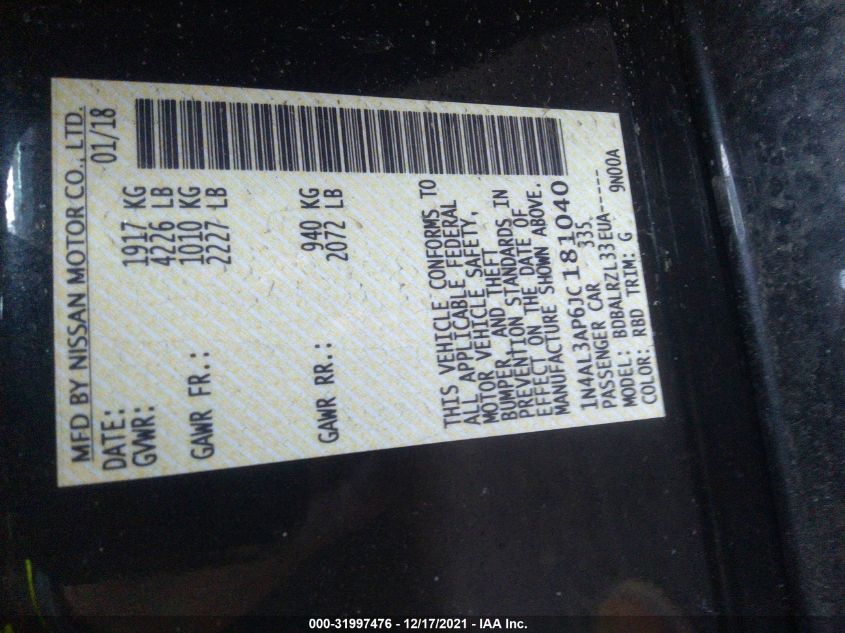 MFD BY NISSAN MOTOR CO., LTD.
DATE: 01/18
GVWR: 1917 KG
4226 LB
GAWR FR.: 1010 KG
2227 LB
GAWR RR.: 940 KG
2072 LB
THIS VEHICLE CONFORMS TO
ALL APPLICABLE FEDERAL
MOTOR VEHICLE SAFETY,
BUMPER, AND THEFT
PREVENTION STANDARDS IN
EFFECT ON THE DATE OF
MANUFACTURE SHOWN ABOVE.
1N4AL3AP6JC181040
PASSENGER CAR 335.
MODEL: BDBALRZL33EUA-----
COLOR: RBD TRIM: G 9N00A
000-31997476 - 12/17/2021 - IAA Inc.